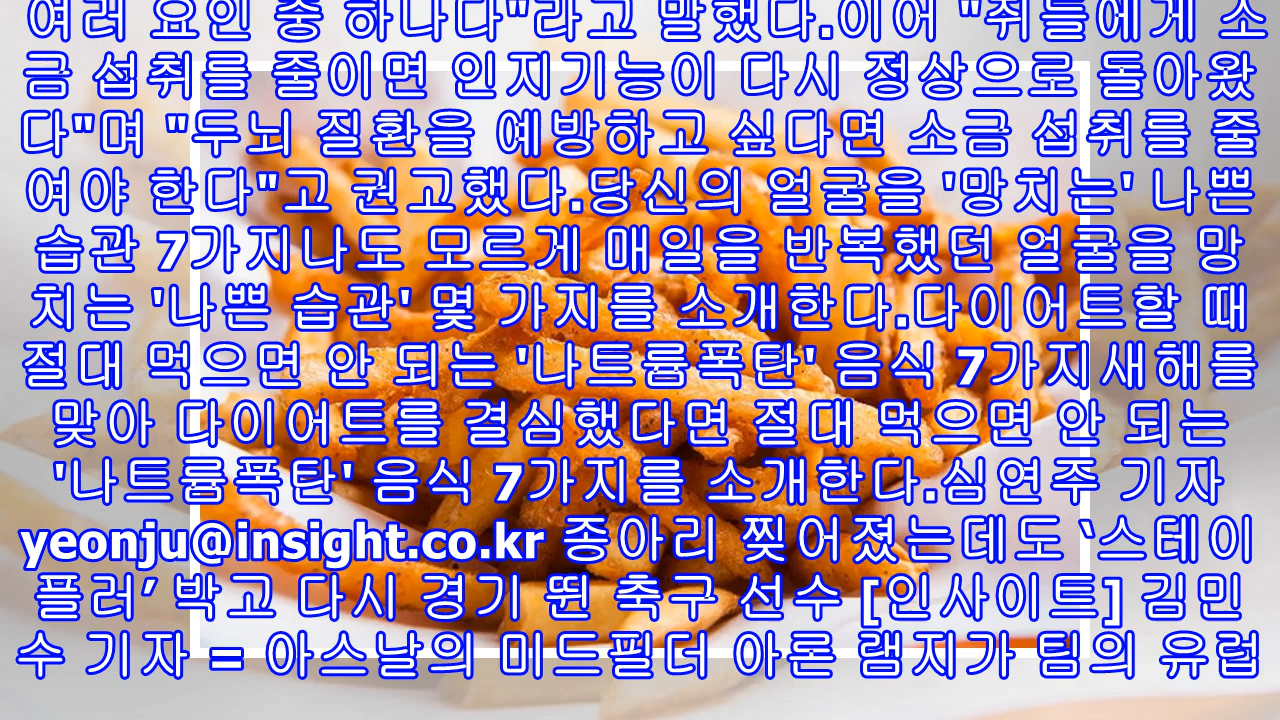 여러 요인 중 하나다"라고 말했다.이어 "쥐들에게 소
금 섭취를 줄이면 인지기능이 다시 정상으로 돌아왔
다"며 "두뇌 질환을 예방하고 싶다면 소금 섭취를 줄
여야 한다"고 권고했다.당신의 얼굴을 '망치는' 나쁜
습관 7가지나도 모르게 매일을 반복했던 얼굴을 망
치는 '나쁜 습관' 몇 가지를 소개한다.다이어트할 때
절대 먹으면 안 되는 '나트륨폭탄' 음식 7가지새해를
맞아 다이어트를 결심했다면 절대 먹으면 안 되는
'나트륨폭탄' 음식 7가지를 소개한다.심연주 기자
yeonju@insight.co.kr 종아리 찢어졌는데도 ‘스테이
플러’ 박고 다시 경기 뛴 축구 선수 [인사이트] 김민
수 기자 = 아스날의 미드필더 아론 램지가 팀의 유럽